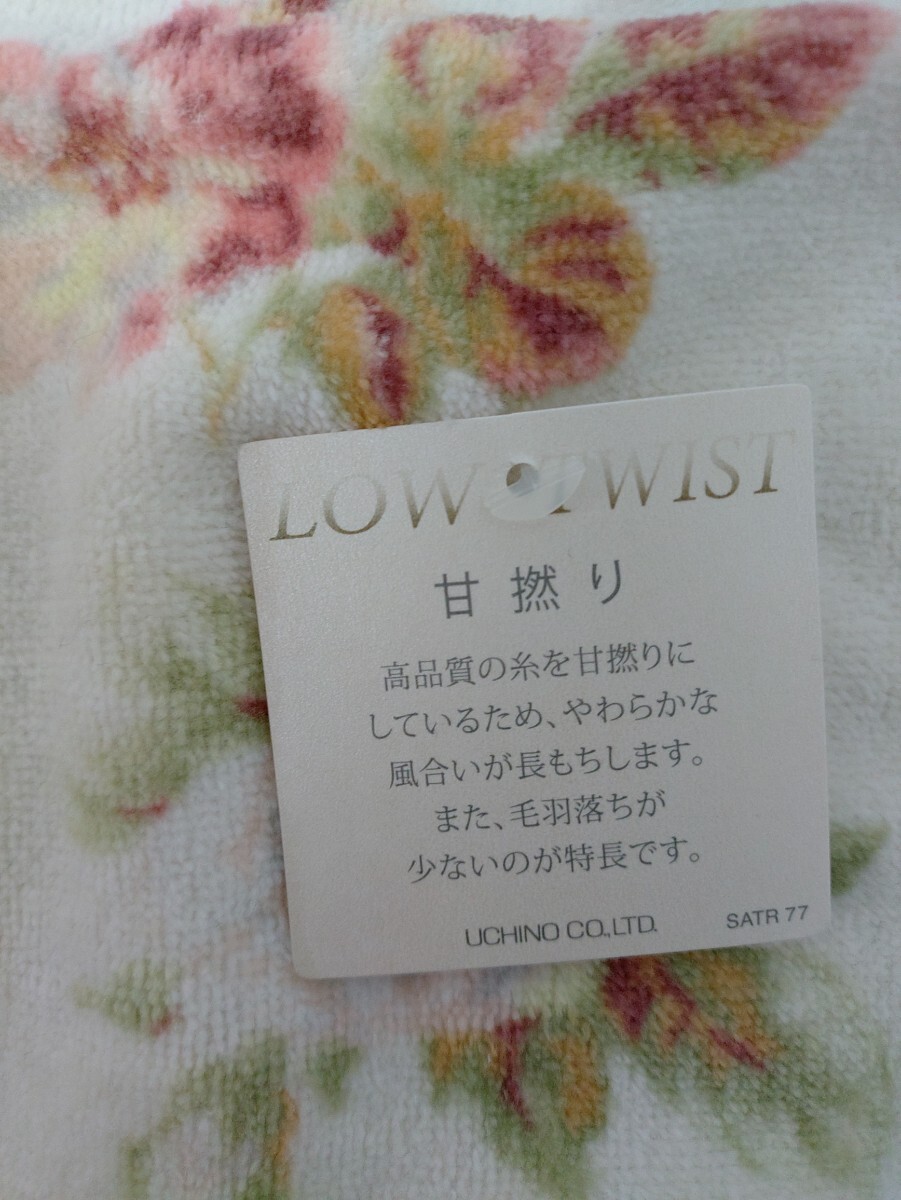 LOW TWIST
甘撚り
高品質の糸を甘撚りに
しているため、やわらかな
風合いが長もちします。
また、毛羽落ちが
少ないのが特長です。
UCHINO CO.,LTD. SATR 77